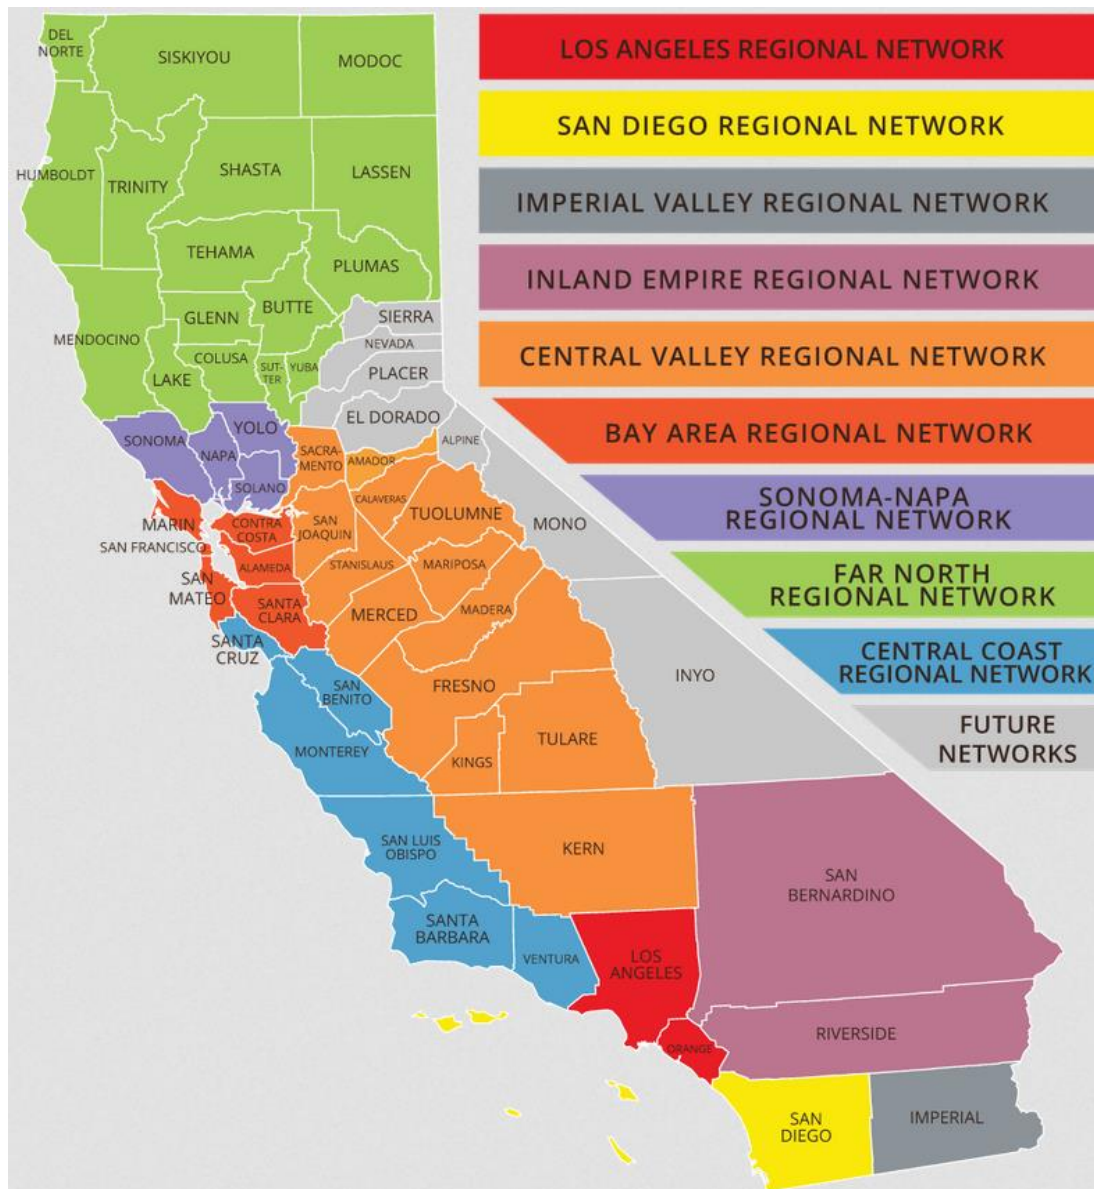 DEL
NORTE
SISKIYOU
MODOC
HUMBOLDT
TRINITY
SHASTA
LASSEN
TEHAMA
PLUMAS
MENDOCINO
GLENN
BUTTE
SIERRA
NEVADA
COLUSA
LAKE
SUT-
TER
YUBA
PLACER
EL DORADO
SONOMA
NAPA
YOLO
SOLANO
SACRA-
MENTO
AMADOR
ALPINE
CALAVERAS
TUOLUMNE
MONO
MARIN
CONTRA
COSTA
SAN
JOAQUIN
SAN FRANCISCO
ALAMEDA
STANISLAUS
MARIPOSA
SAN
MATEO
SANTA
CLARA
MERCED
MADERA
SANTA
CRUZ
SAN
BENITO
FRESNO
INYO
MONTEREY
KINGS
TULARE
SAN LUIS
OBISPO
KERN
SAN
BERNARDINO
SANTA
BARBARA
VENTURA
LOS
ANGELES
ORANGE
RIVERSIDE
SAN
DIEGO
IMPERIAL
LOS ANGELES REGIONAL NETWORK
SAN DIEGO REGIONAL NETWORK
IMPERIAL VALLEY REGIONAL NETWORK
INLAND EMPIRE REGIONAL NETWORK
CENTRAL VALLEY REGIONAL NETWORK
BAY AREA REGIONAL NETWORK
SONOMA-NAPA
REGIONAL NETWORK
FAR NORTH
REGIONAL NETWORK
CENTRAL COAST
REGIONAL NETWORK
FUTURE
NETWORKS